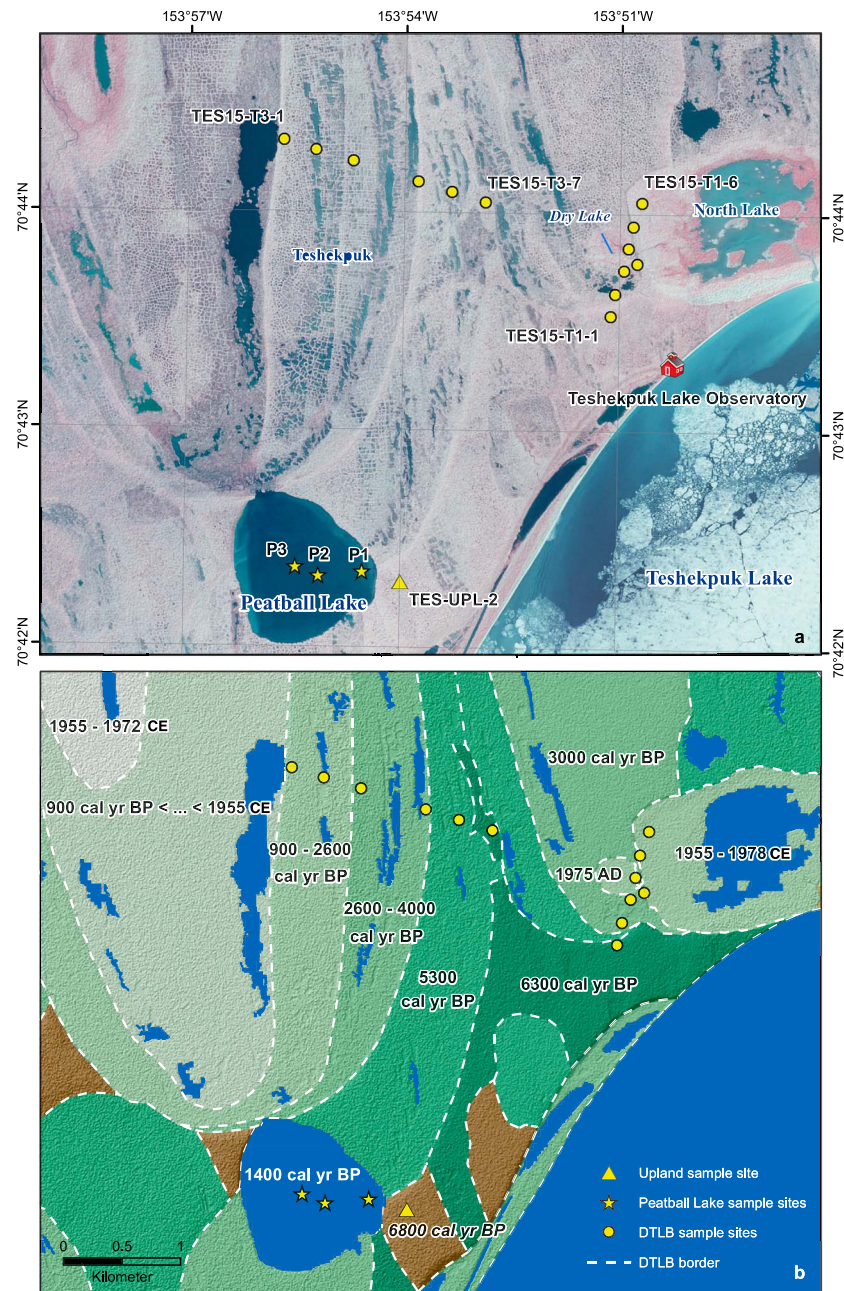 153°57'W
153°54'W
153°51'W
TES15-T3-1
TES15-T3-7
TES15-T1-6
70°44'N
70°44'N
Dry Lake
North Lake
Teshekpuk
TES15-T1-1
Teshekpuk Lake Observatory
70°43'N
70°43'N
P3
P2
P1
Peatball Lake
TES-UPL-2
Teshekpuk Lake
70°42'N
70°42'N
a
1955 - 1972 CE
3000 cal yr BP
900 cal yr BP < ... < 1955 CE
900 - 2600
cal yr BP
1975 AD
1955 - 1978 CE
2600 - 4000
cal yr BP
5300
cal yr BP
6300 cal yr BP
1400 cal yr BP
6800 cal yr BP
Upland sample site
Peatball Lake sample sites
DTLB sample sites
DTLB border
0
0.5
1
Kilometer
b